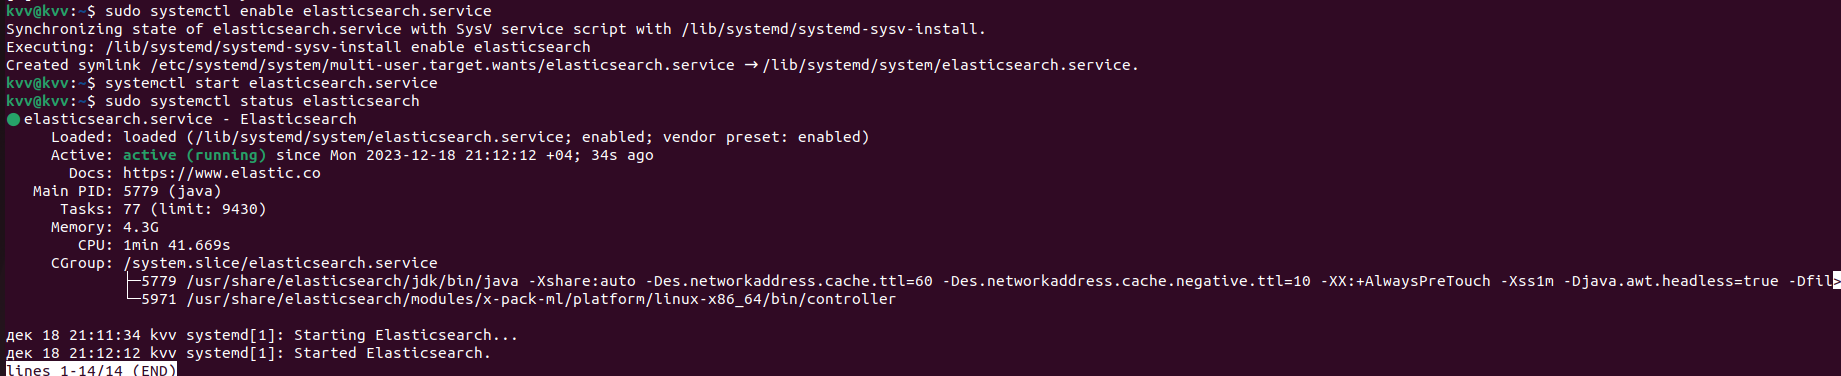 kvv@kvv:~$ sudo systemctl enable elasticsearch.service
Synchronizing state of elasticsearch.service with SysV service script with /lib/systemd/systemd-sysv-install.
Executing: /lib/systemd/systemd-sysv-install enable elasticsearch
Created symlink /etc/systemd/system/multi-user.target.wants/elasticsearch.service → /lib/systemd/system/elasticsearch.service.
kvv@kvv:~$ systemctl start elasticsearch.service
kvv@kvv:~$ sudo systemctl status elasticsearch
● elasticsearch.service - Elasticsearch
Loaded: loaded (/lib/systemd/system/elasticsearch.service; enabled; vendor preset: enabled)
Active: active (running) since Mon 2023-12-18 21:12:12 +04; 34s ago
Docs: https://www.elastic.co
Main PID: 5779 (java)
Tasks: 77 (limit: 9430)
Memory: 4.3G
CPU: 1min 41.669s
CGroup: /system.slice/elasticsearch.service
├─5779 /usr/share/elasticsearch/jdk/bin/java -Xshare:auto -Des.networkaddress.cache.ttl=60 -Des.networkaddress.cache.negative.ttl=10 -XX:+AlwaysPreTouch -Xss1m -Djava.awt.headless=true -Dfil>
└─5971 /usr/share/elasticsearch/modules/x-pack-ml/platform/linux-x86_64/bin/controller
дек 18 21:11:34 kvv systemd[1]: Starting Elasticsearch...
дек 18 21:12:12 kvv systemd[1]: Started Elasticsearch.
lines 1-14/14 (END)